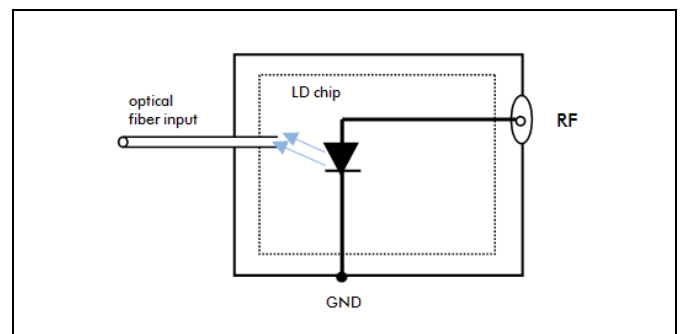 LD chip
optical
fiber input
RF
GND